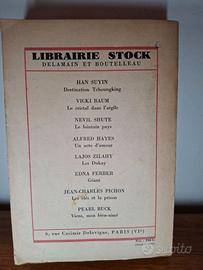 LIBRAIRIE STOCK
DELAMAIN ET BOUTELLEAU
HAN SUYIN
Destination Tchoungking
VICKI BAUM
Le cristal dans l'argile
NEVIL SHUTE
Le lointain pays
ALFRED HAYES
Un acte d'amour
LAJOS ZILAHY
Les Dukay
EDNA FERBER
Géant
JEAN-CHARLES PICHON
Les clés et la prison
PEARL BUCK
Viens, mon bien-aimé
6, rue Casimir Delavigne, PARIS (VIe)
subito